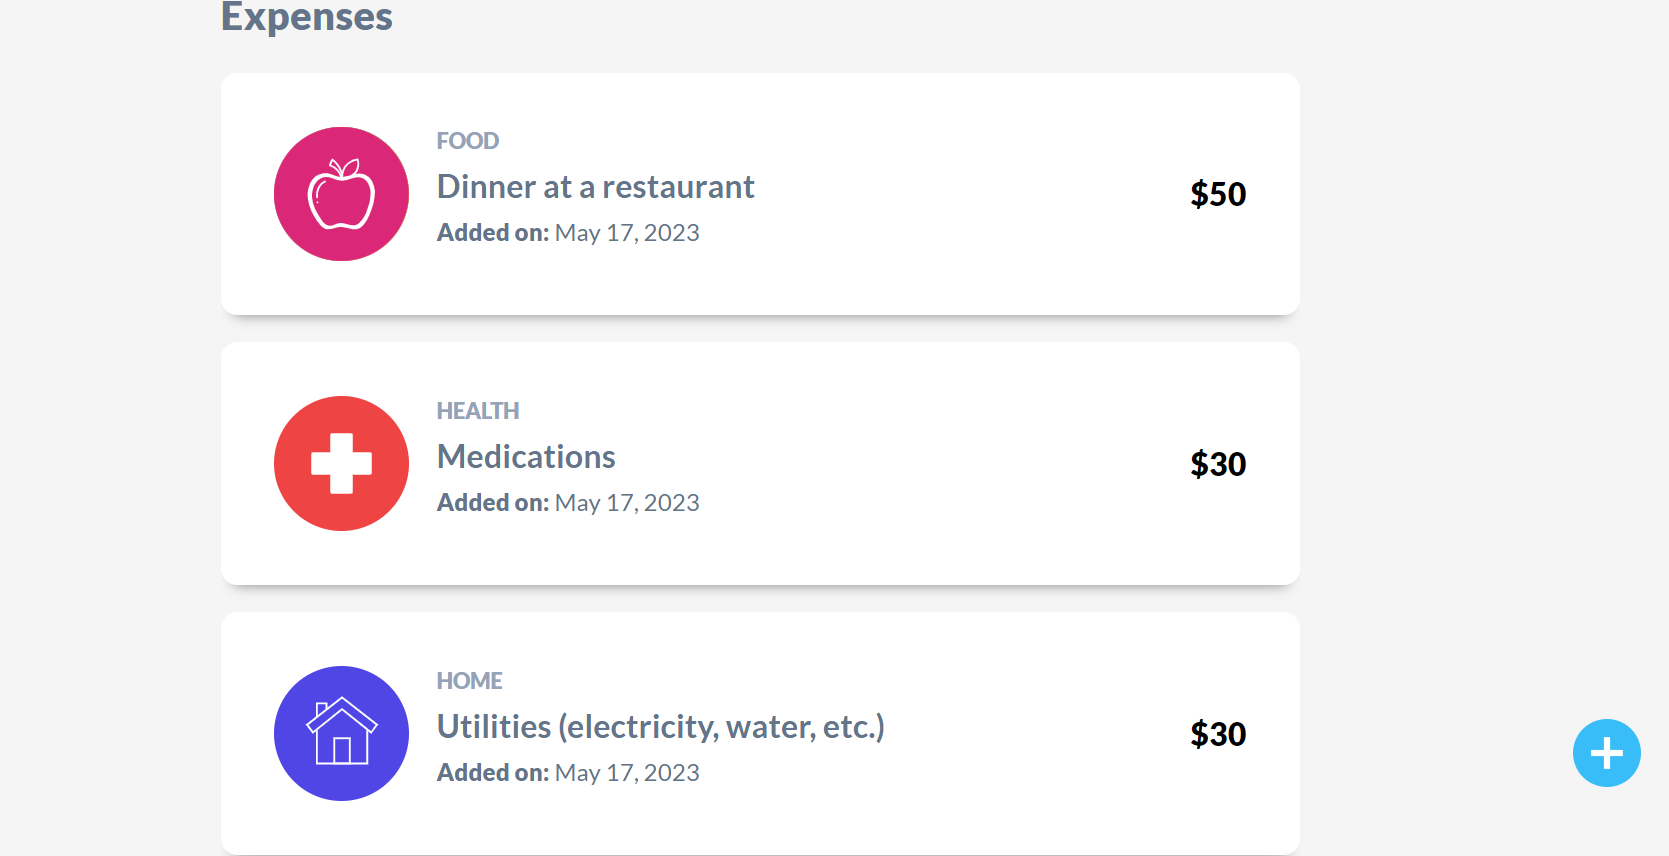 Expenses
FOOD
Dinner at a restaurant
Added on: May 17, 2023
$50
HEALTH
Medications
Added on: May 17, 2023
$30
HOME
Utilities (electricity, water, etc.)
Added on: May 17, 2023
$30